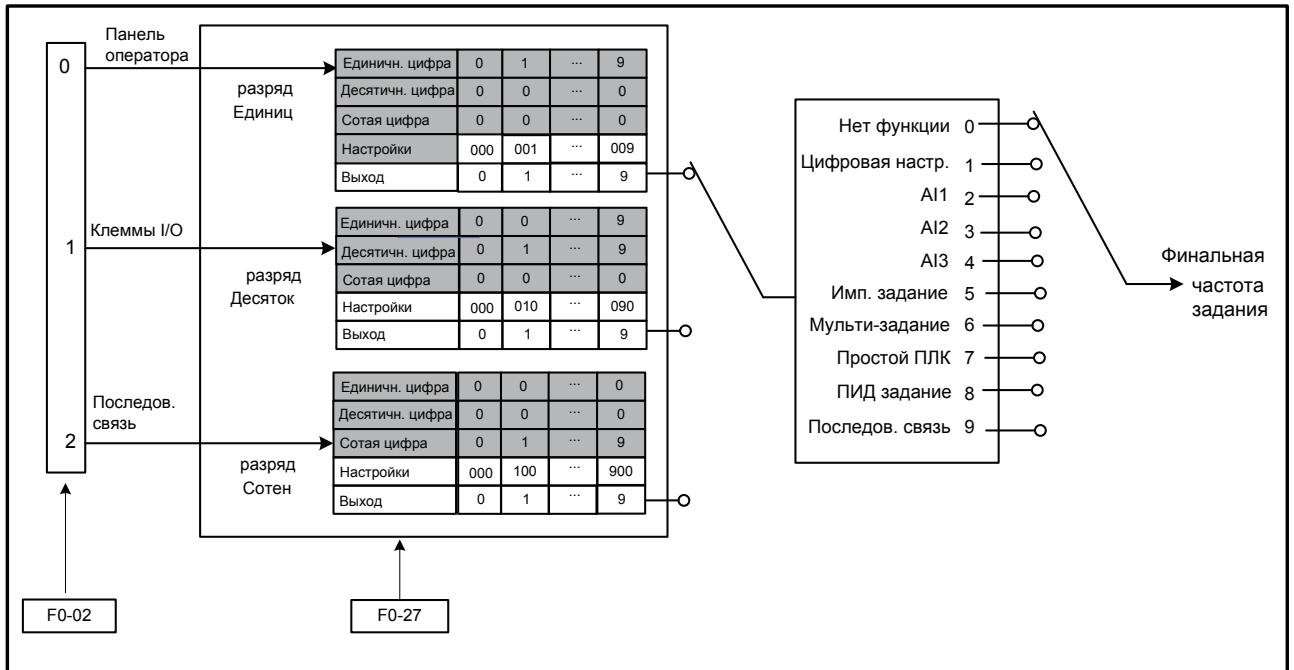 Панель
оператора
0
разряд
Единиц
Единичн. цифра 0 1 ... 9
Десятичн. цифра 0 0 ... 0
Сотая цифра 0 0 ... 0
Настройки 000 001 ... 009
Выход 0 1 ... 9
Клеммы I/O
1
разряд
Десяток
Единичн. цифра 0 0 ... 9
Десятичн. цифра 0 1 ... 9
Сотая цифра 0 0 ... 0
Настройки 000 010 ... 090
Выход 0 1 ... 9
Последов.
связь
2
разряд
Сотен
Единичн. цифра 0 0 ... 0
Десятичн. цифра 0 0 ... 0
Сотая цифра 0 1 ... 9
Настройки 000 100 ... 900
Выход 0 1 ... 9
Нет функции 0
Цифровая настр. 1
AI1 2
AI2 3
AI3 4
Имп. задание 5
Мульти-задание 6
Простой ПЛК 7
ПИД задание 8
Последов. связь 9
Финальная
частота
задания
F0-02
F0-27